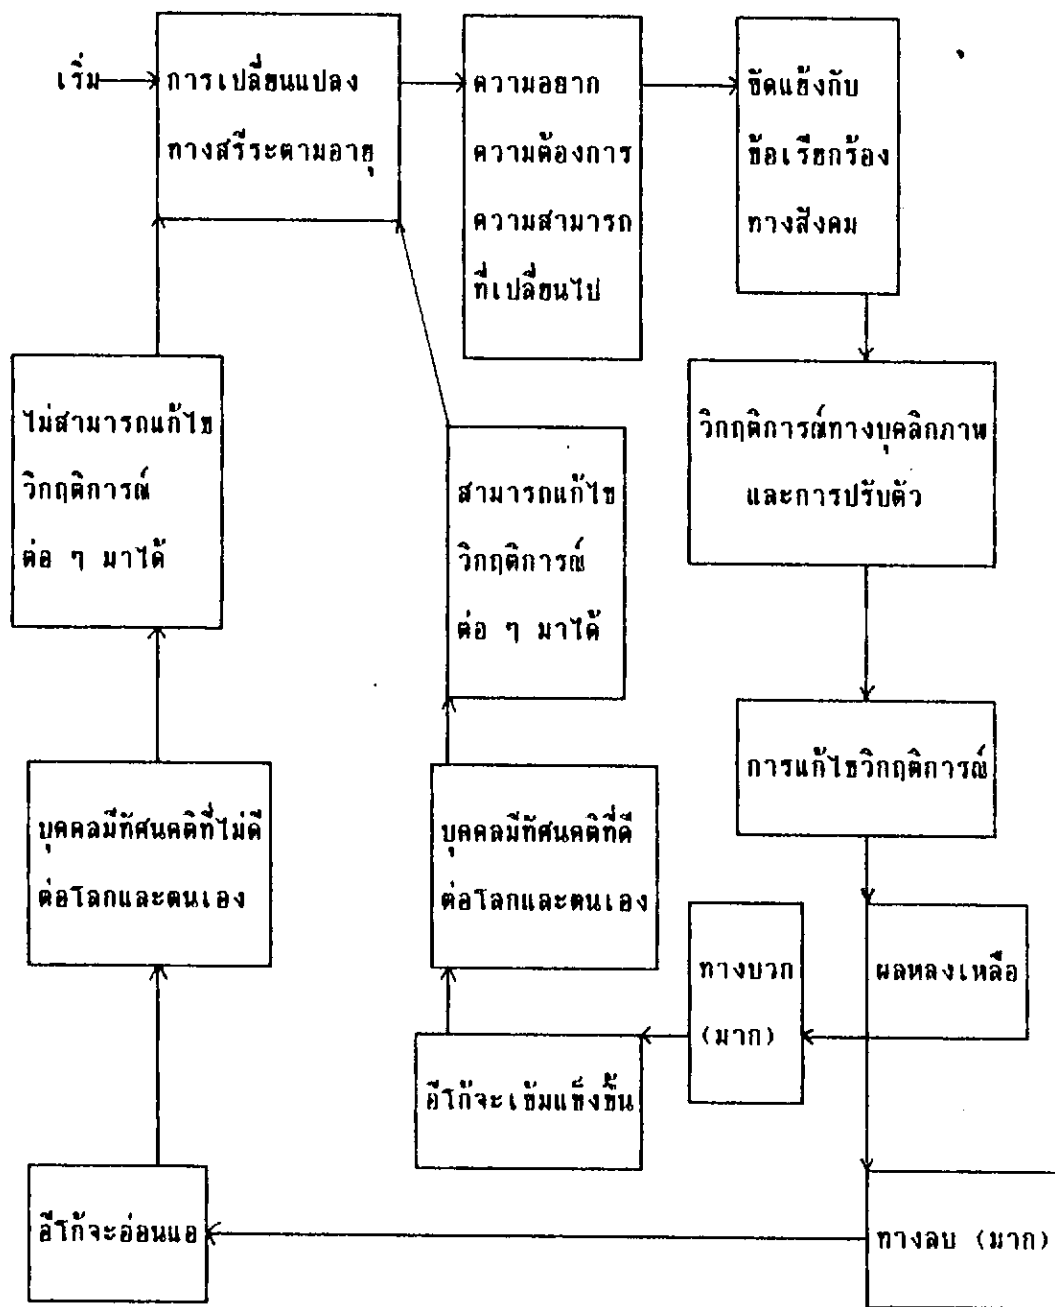 เริ่ม
การเปลี่ยนแปลง
ทางสรีระตามอายุ
ความอยาก
ความต้องการ
ความสามารถ
ที่เปลี่ยนไป
ขัดแย้งกับ
ข้อเรียกร้อง
ทางสังคม
วิกฤติการณ์ทางบุคลิกภาพ
และการปรับตัว
การแก้ไขวิกฤติการณ์
ผลหลงเหลือ
ทางบวก
(มาก)
อีโก้จะเข้มแข็งขึ้น
บุคคลมีทัศนคติที่ดี
ต่อโลกและตนเอง
สามารถแก้ไข
วิกฤติการณ์
ต่อ ๆ มาได้
ทางลบ (มาก)
อีโก้จะอ่อนแอ
บุคคลมีทัศนคติที่ไม่ดี
ต่อโลกและตนเอง
ไม่สามารถแก้ไข
วิกฤติการณ์
ต่อ ๆ มาได้